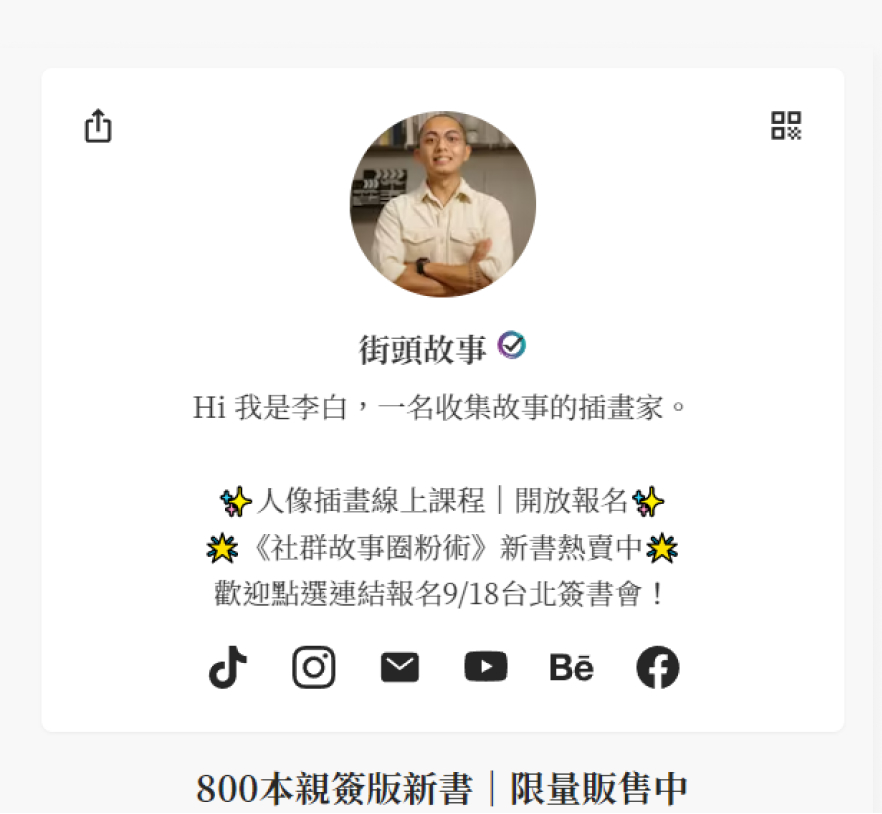 街頭故事
Hi 我是李白，一名收集故事的插畫家。
✨人像插畫線上課程｜開放報名✨
🌟《社群故事圈粉術》新書熱賣中🌟
歡迎點選連結報名9/18台北簽書會！
Bē
800本親簽版新書｜限量販售中